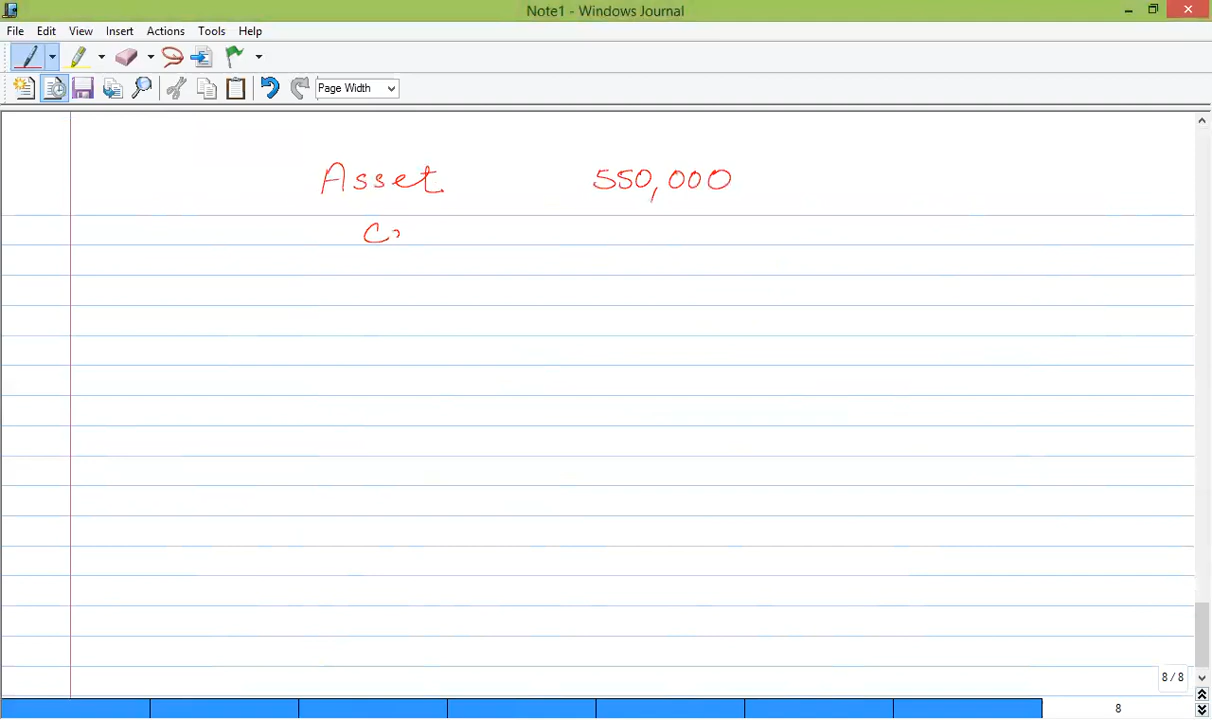 Note1 - Windows Journal
File Edit View Insert Actions Tools Help
Page Width
Asset 550,000
8 / 8
8